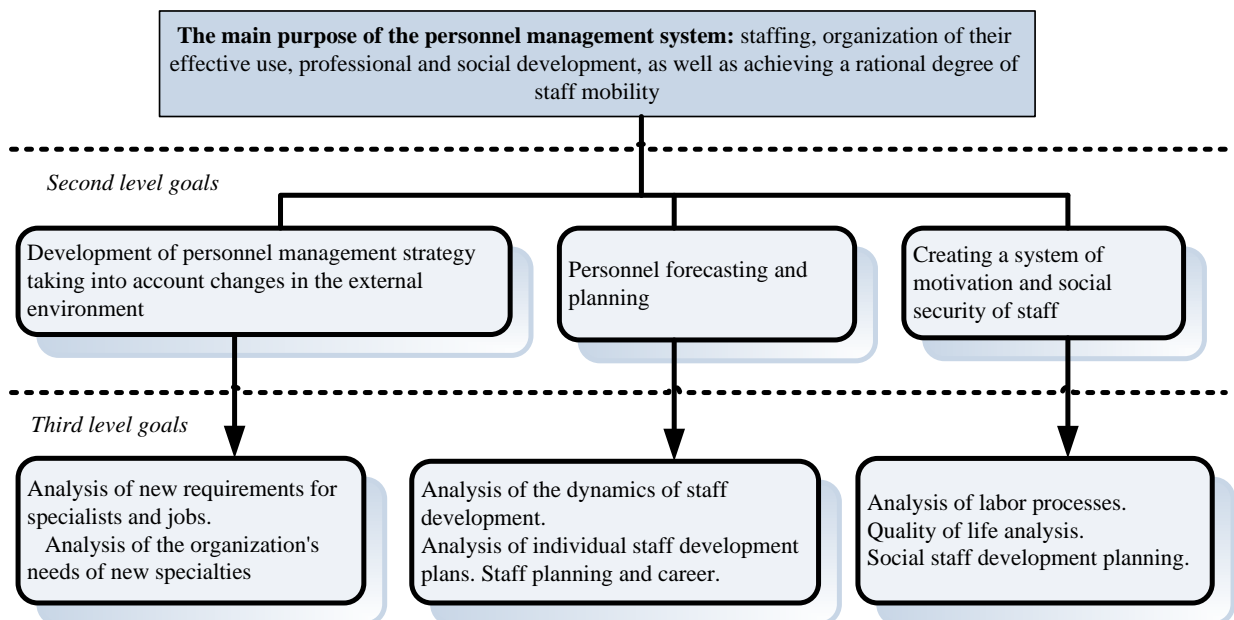 The main purpose of the personnel management system: staffing, organization of their
effective use, professional and social development, as well as achieving a rational degree of
staff mobility
Second level goals
Development of personnel management strategy
taking into account changes in the external
environment
Personnel forecasting and
planning
Creating a system of
motivation and social
security of staff
Third level goals
Analysis of new requirements for
specialists and jobs.
Analysis of the organization's
needs of new specialties
Analysis of the dynamics of staff
development.
Analysis of individual staff development
plans. Staff planning and career.
Analysis of labor processes.
Quality of life analysis.
Social staff development planning.